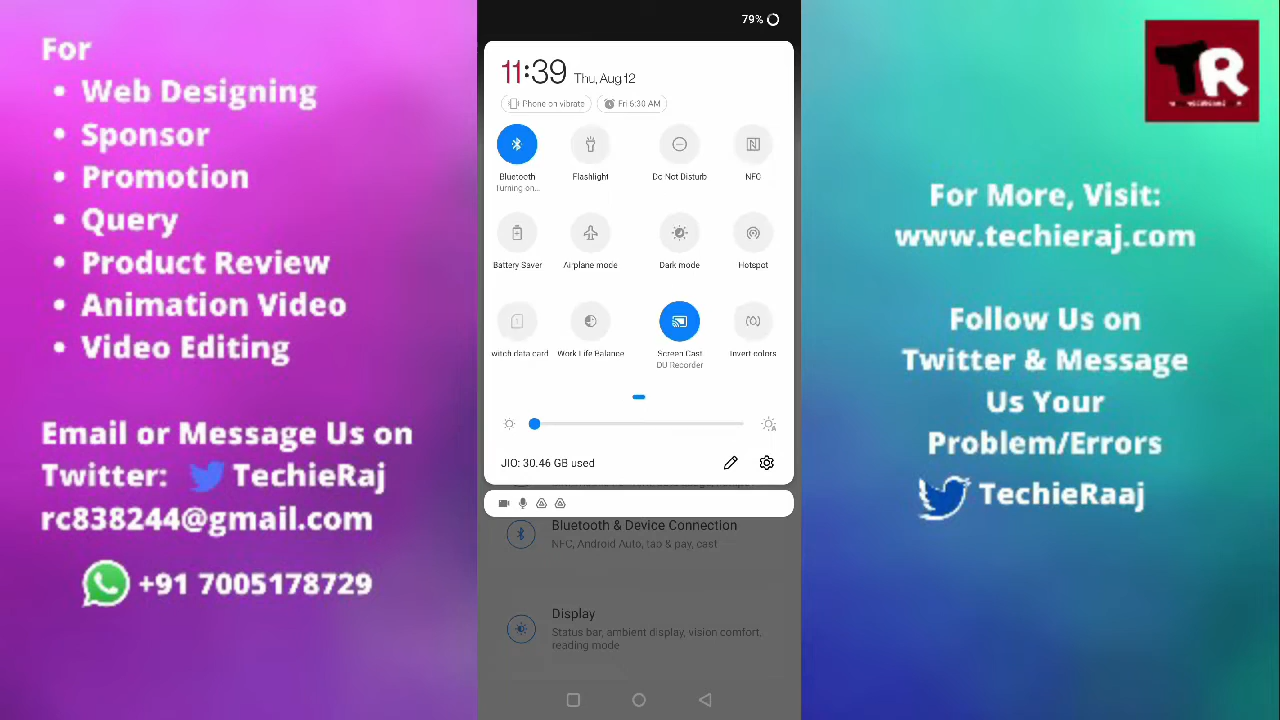 For
• Web Designing
• Sponsor
• Promotion
• Query
• Product Review
• Animation Video
• Video Editing
Email or Message Us on
Twitter: TechieRaj
rc838244@gmail.com
+91 7005178729
79%
11:39 Thu, Aug 12
Phone on vibrate Fri 6:30 AM
Bluetooth Flashlight Do Not Disturb NFC
Turning on...
Battery Saver Airplane mode Dark mode Hotspot
witch data card Work Life Balance Screen Cast Invert colors
DU Recorder
JIO: 30.46 GB used
Bluetooth & Device Connection
NFC, Android Auto, tap & pay, cast
Display
Status bar, ambient display, vision comfort,
reading mode
TR
For More, Visit:
www.techieraj.com
Follow Us on
Twitter & Message
Us Your
Problem/Errors
TechieRaaj